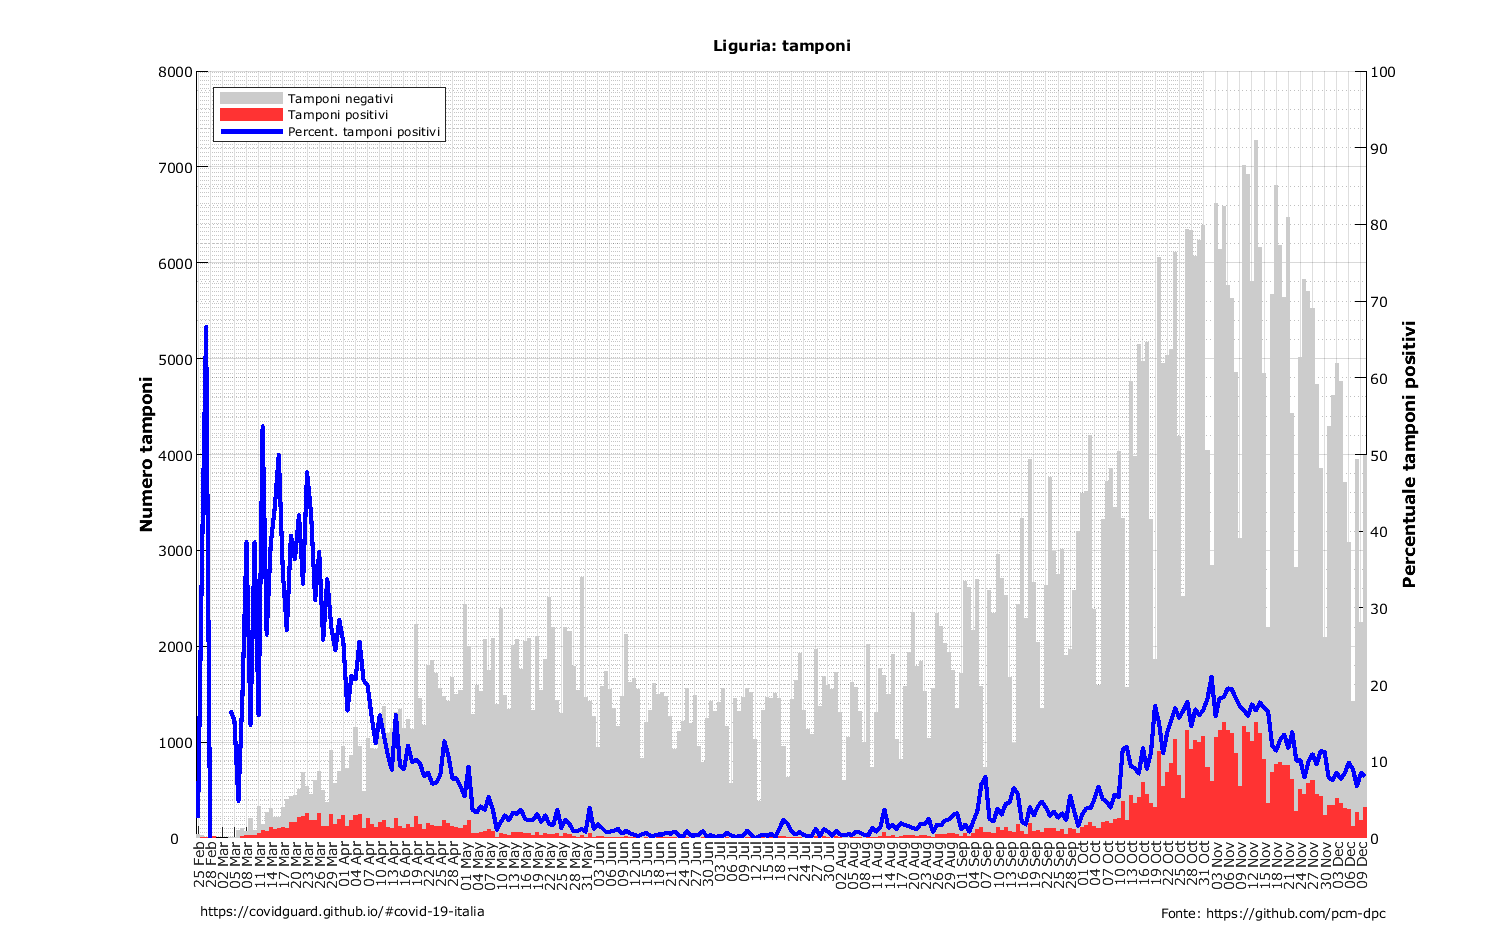 Liguria: tamponi
8000
7000
6000
5000
4000
3000
2000
1000
0
Numero tamponi
Tamponi negativi
Tamponi positivi
Percent. tamponi positivi
100
90
80
70
60
50
40
30
20
10
0
Percentuale tamponi positivi
25 Feb
28 Feb
02 Mar
05 Mar
08 Mar
11 Mar
14 Mar
17 Mar
20 Mar
23 Mar
26 Mar
29 Mar
01 Apr
04 Apr
07 Apr
10 Apr
13 Apr
16 Apr
19 Apr
22 Apr
25 Apr
28 Apr
01 May
04 May
07 May
10 May
13 May
16 May
19 May
22 May
25 May
28 May
31 May
03 Jun
06 Jun
09 Jun
12 Jun
15 Jun
18 Jun
21 Jun
24 Jun
27 Jun
30 Jun
03 Jul
06 Jul
09 Jul
12 Jul
15 Jul
18 Jul
21 Jul
24 Jul
27 Jul
30 Jul
02 Aug
05 Aug
08 Aug
11 Aug
14 Aug
17 Aug
20 Aug
23 Aug
26 Aug
29 Aug
01 Sep
04 Sep
07 Sep
10 Sep
13 Sep
16 Sep
19 Sep
22 Sep
25 Sep
28 Sep
01 Oct
04 Oct
07 Oct
10 Oct
13 Oct
16 Oct
19 Oct
22 Oct
25 Oct
28 Oct
31 Oct
03 Nov
06 Nov
09 Nov
12 Nov
15 Nov
18 Nov
21 Nov
24 Nov
27 Nov
30 Nov
03 Dec
06 Dec
09 Dec
https://covidguard.github.io/#covid-19-italia
Fonte: https://github.com/pcm-dpc